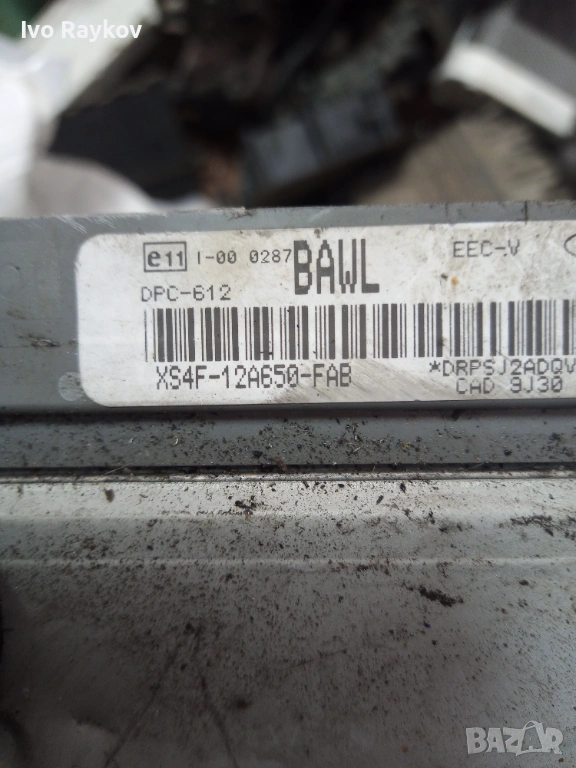 Ivo Raykov
e11 I-00 0287 BAWL EEC-V
DPC-612
XS4F-12A650-FAB *DRPSJ2ADQV
CAD 9J30
BAZAR